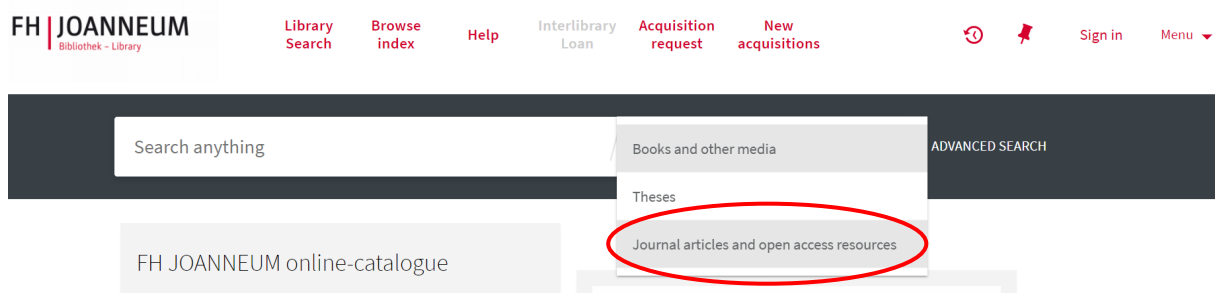 FH JOANNEUM
Bibliothek – Library
Library
Search
Browse
index
Help
Interlibrary
Loan
Acquisition
request
New
acquisitions
Sign in
Menu
Search anything
Books and other media
ADVANCED SEARCH
Theses
Journal articles and open access resources
FH JOANNEUM online-catalogue